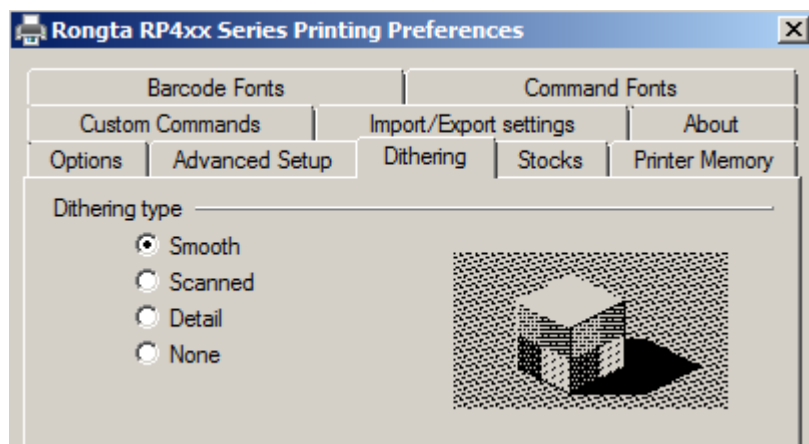 Rongta RP4xx Series Printing Preferences
Barcode Fonts Command Fonts
Custom Commands Import/Export settings About
Options Advanced Setup Dithering Stocks Printer Memory
Dithering type
Smooth
Scanned
Detail
None